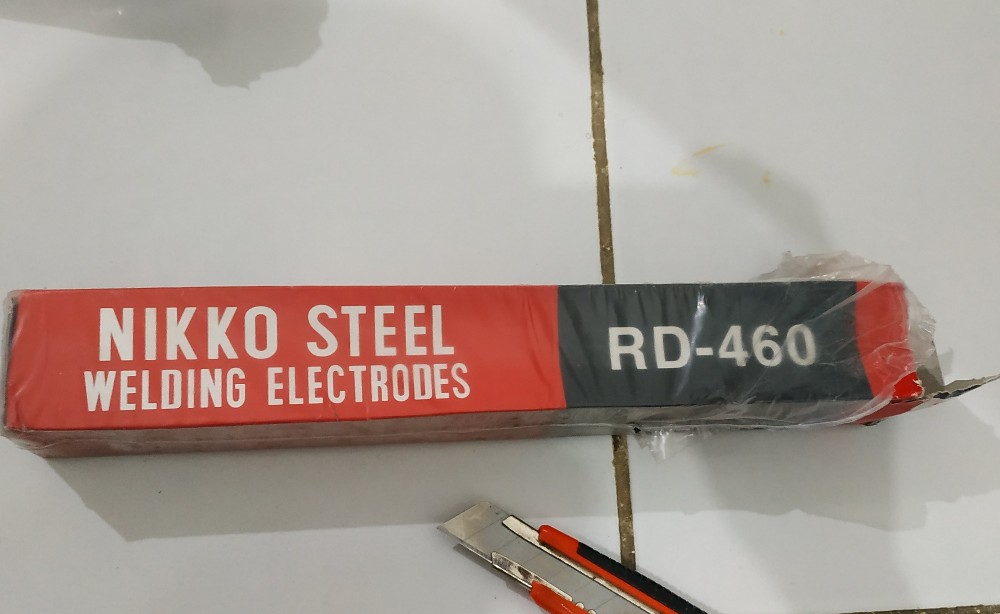 NIKKO STEEL
WELDING ELECTRODES
RD-460